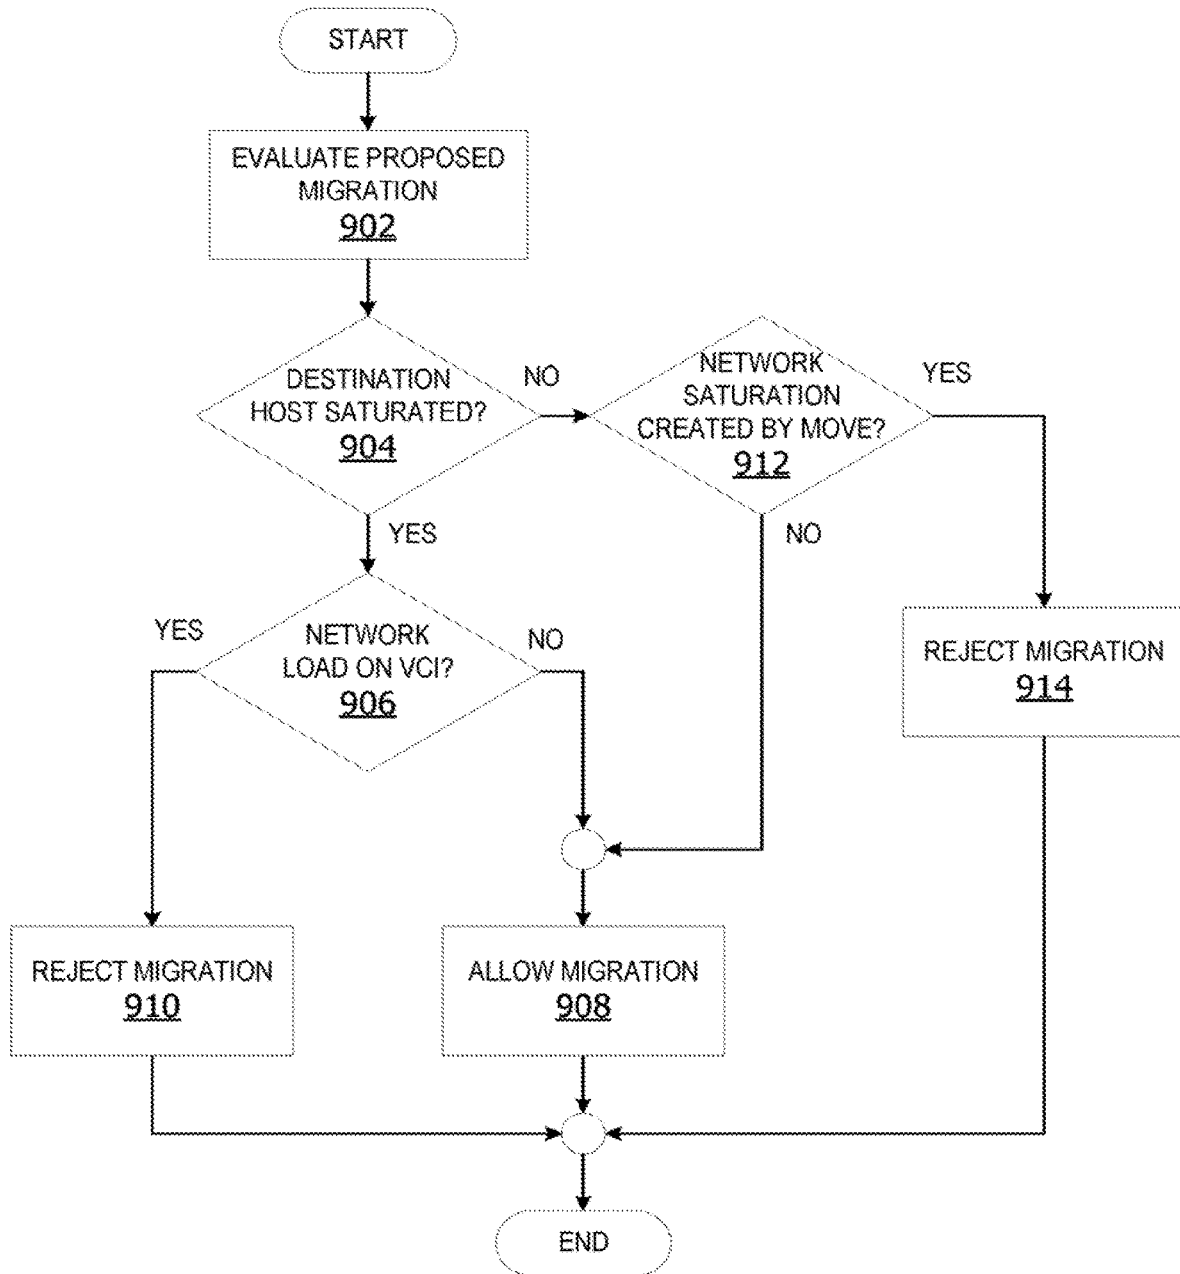 START
EVALUATE PROPOSED
MIGRATION
902
DESTINATION
HOST SATURATED?
904
NO
NETWORK
SATURATION
CREATED BY MOVE?
912
YES
YES
NO
YES
NETWORK
LOAD ON VCI?
906
NO
REJECT MIGRATION
914
REJECT MIGRATION
910
ALLOW MIGRATION
908
END